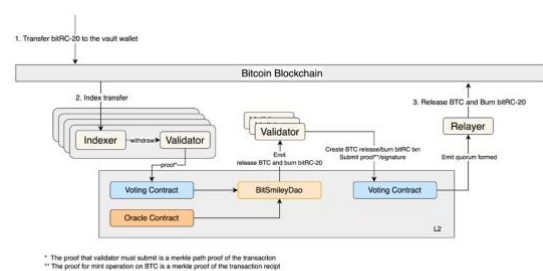 1. Transfer bitRC-20 to the vault wallet
Bitcoin Blockchain
2. Index transfer
3. Release BTC and Burn bitRC-20
Indexer
withdraw
Validator
Validator
Relayer
proof*
Emit
release BTC and burn bitRC-20
Create BTC release/burn bitRC txn
Submit proof**/signature
Emit quorum formed
Voting Contract
BitSmileyDao
Voting Contract
Oracle Contract
L2
* The proof that validator must submit is a merkle path proof of the transaciton
** The proof for mint operation on BTC is a merkle proof of the transaction recipt